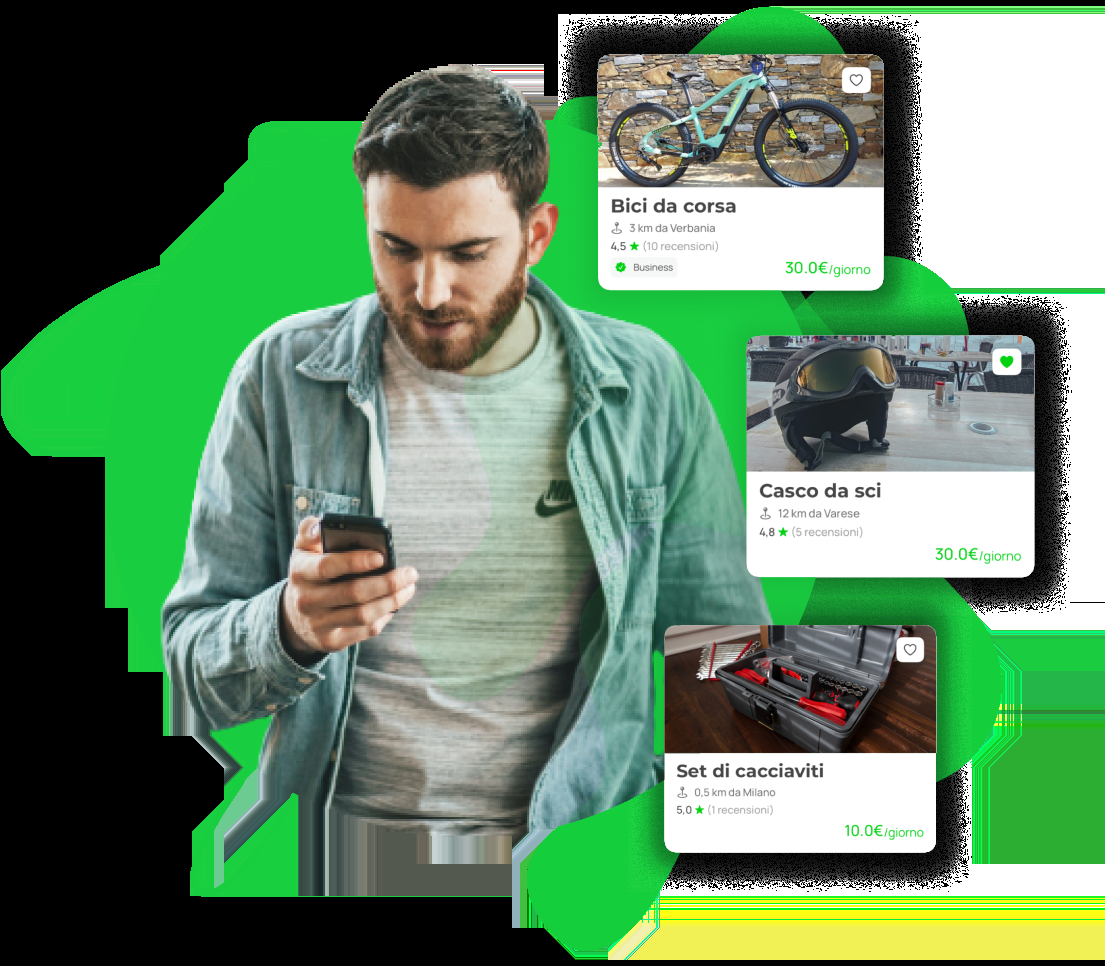 Bici da corsa
3 km da Verbania
4,5 ★ (10 recensioni)
Business
30.0€/giorno
Casco da sci
12 km da Varese
4,8 ★ (5 recensioni)
30.0€/giorno
Set di cacciaviti
0,5 km da Milano
5,0 ★ (1 recensioni)
10.0€/giorno